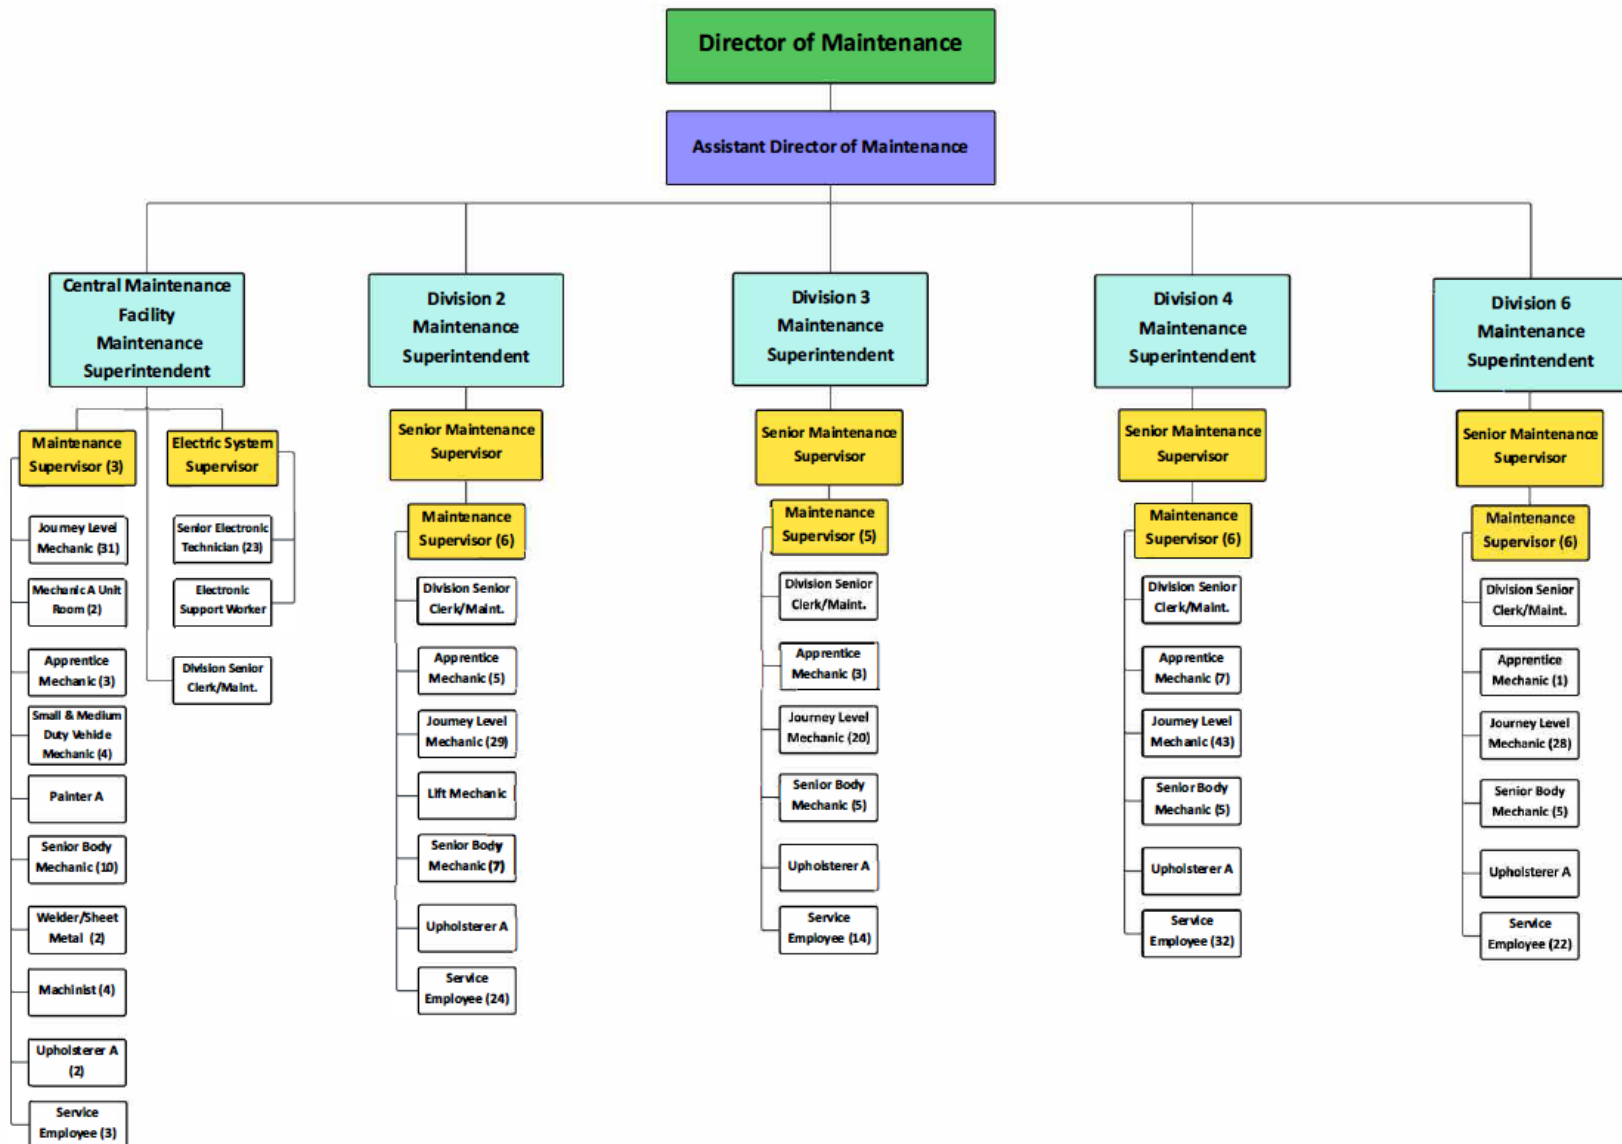 Director of Maintenance
Assistant Director of Maintenance
Central Maintenance
Facility
Maintenance
Superintendent
Maintenance
Supervisor (3)
Journey Level
Mechanic (31)
Mechanic A Unit
Room (2)
Apprentice
Mechanic (3)
Small & Medium
Duty Vehicle
Mechanic (4)
Painter A
Senior Body
Mechanic (10)
Welder/Sheet
Metal (2)
Machinist (4)
Upholsterer A
(2)
Service
Employee (3)
Electric System
Supervisor
Senior Electronic
Technician (23)
Electronic
Support Worker
Division Senior
Clerk/Maint.
Division 2
Maintenance
Superintendent
Senior Maintenance
Supervisor
Maintenance
Supervisor (6)
Division Senior
Clerk/Maint.
Apprentice
Mechanic (5)
Journey Level
Mechanic (29)
Lift Mechanic
Senior Body
Mechanic (7)
Upholsterer A
Service
Employee (24)
Division 3
Maintenance
Superintendent
Senior Maintenance
Supervisor
Maintenance
Supervisor (5)
Division Senior
Clerk/Maint.
Apprentice
Mechanic (3)
Journey Level
Mechanic (20)
Senior Body
Mechanic (5)
Upholsterer A
Service
Employee (14)
Division 4
Maintenance
Superintendent
Senior Maintenance
Supervisor
Maintenance
Supervisor (6)
Division Senior
Clerk/Maint.
Apprentice
Mechanic (7)
Journey Level
Mechanic (43)
Senior Body
Mechanic (5)
Upholsterer A
Service
Employee (32)
Division 6
Maintenance
Superintendent
Senior Maintenance
Supervisor
Maintenance
Supervisor (6)
Division Senior
Clerk/Maint.
Apprentice
Mechanic (1)
Journey Level
Mechanic (28)
Senior Body
Mechanic (5)
Upholsterer A
Service
Employee (22)